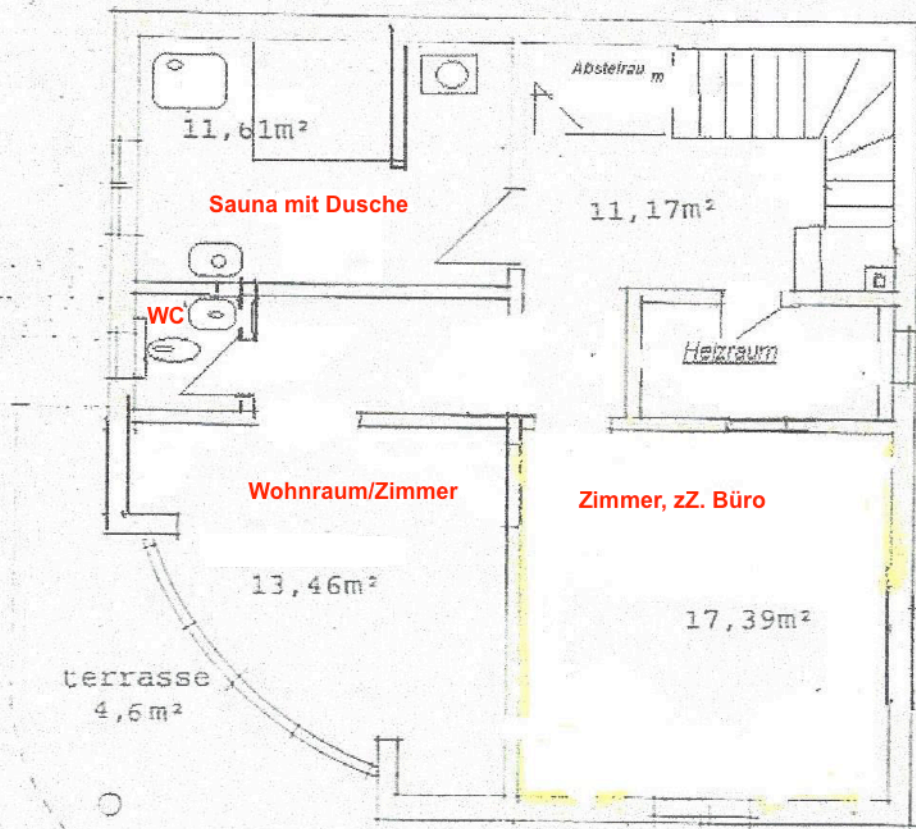 Abstelrau
m
11,61m²
Sauna mit Dusche
11,17m²
WC
Heizraum
Wohnraum/Zimmer
Zimmer, zZ. Büro
13,46m²
17,39m²
terrasse
4,6m²